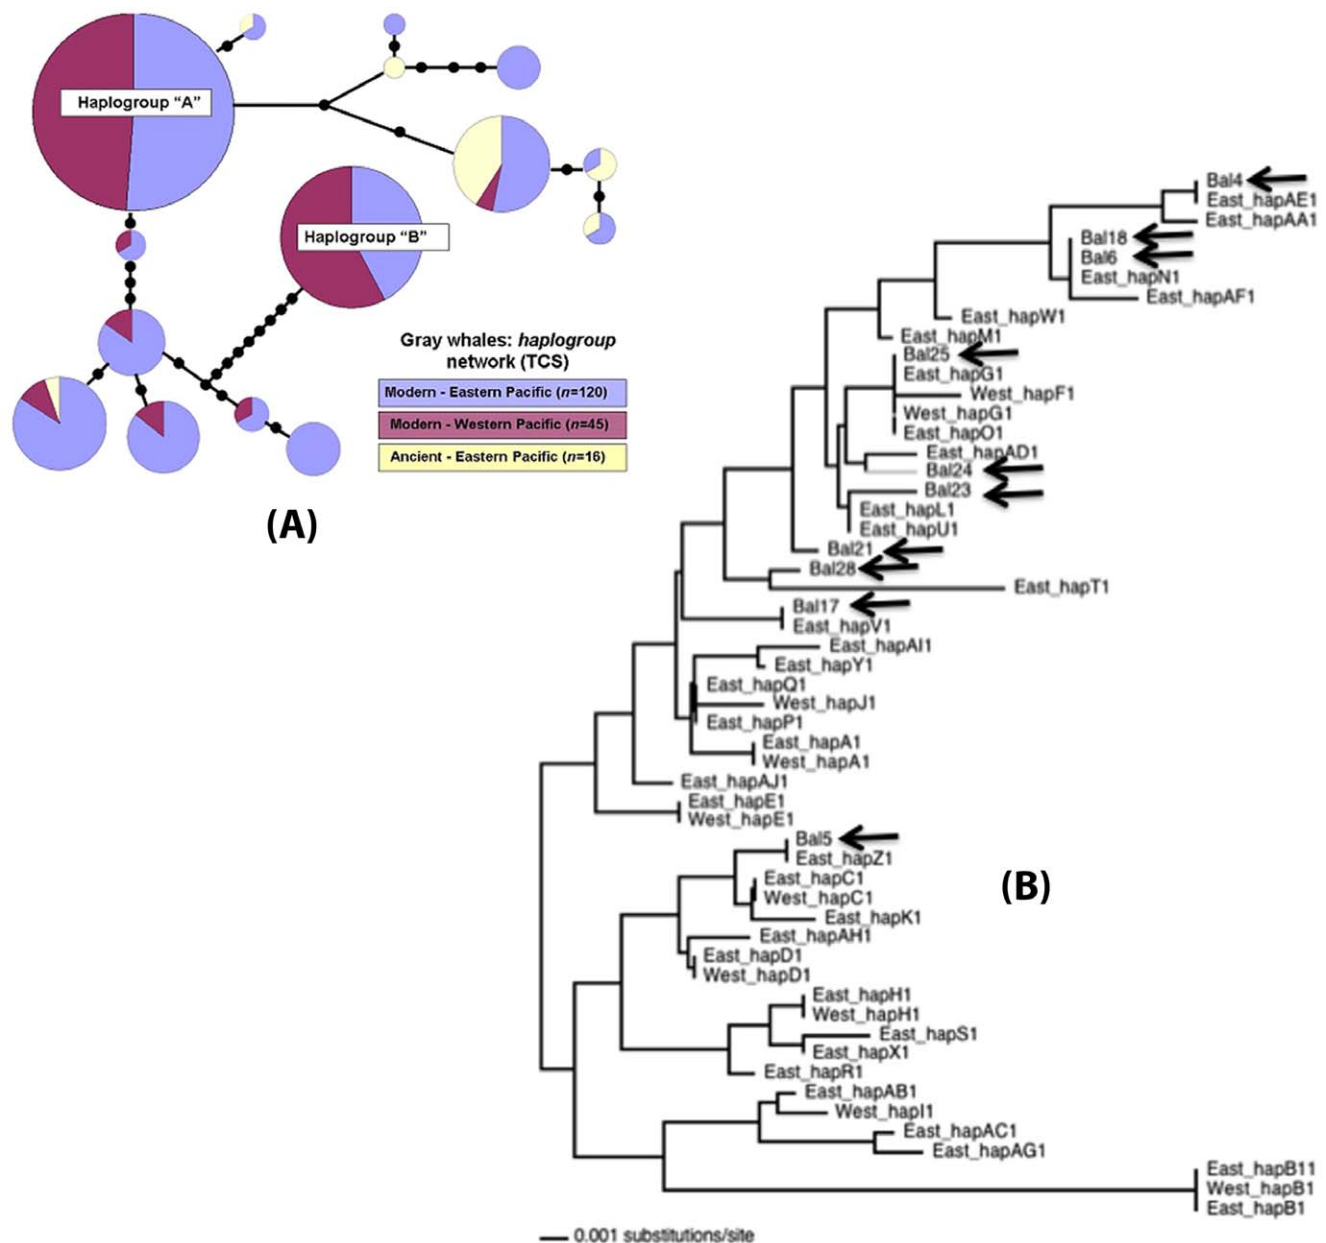 Haplogroup “A”
Haplogroup “B”
Gray whales: haplogroup
network (TCS)
Modern - Eastern Pacific (n=120)
Modern - Western Pacific (n=45)
Ancient - Eastern Pacific (n=16)
(A)
Bal4
East_hapAE1
East_hapAA1
Bal18
Bal6
East_hapN1
East_hapAF1
East_hapW1
East_hapM1
Bal25
East_hapG1
West_hapF1
West_hapG1
East_hapO1
East_hapAD1
Bal24
Bal23
East_hapL1
East_hapU1
Bal21
Bal28
East_hapT1
Bal17
East_hapV1
East_hapAI1
East_hapY1
East_hapQ1
West_hapJ1
East_hapP1
East_hapA1
West_hapA1
East_hapAJ1
East_hapE1
West_hapE1
Bal5
East_hapZ1
East_hapC1
West_hapC1
East_hapK1
East_hapAH1
East_hapD1
West_hapD1
East_hapH1
West_hapH1
East_hapS1
East_hapX1
East_hapR1
East_hapAB1
West_hapI1
East_hapAC1
East_hapAG1
East_hapB11
West_hapB1
East_hapB1
(B)
0.001 substitutions/site